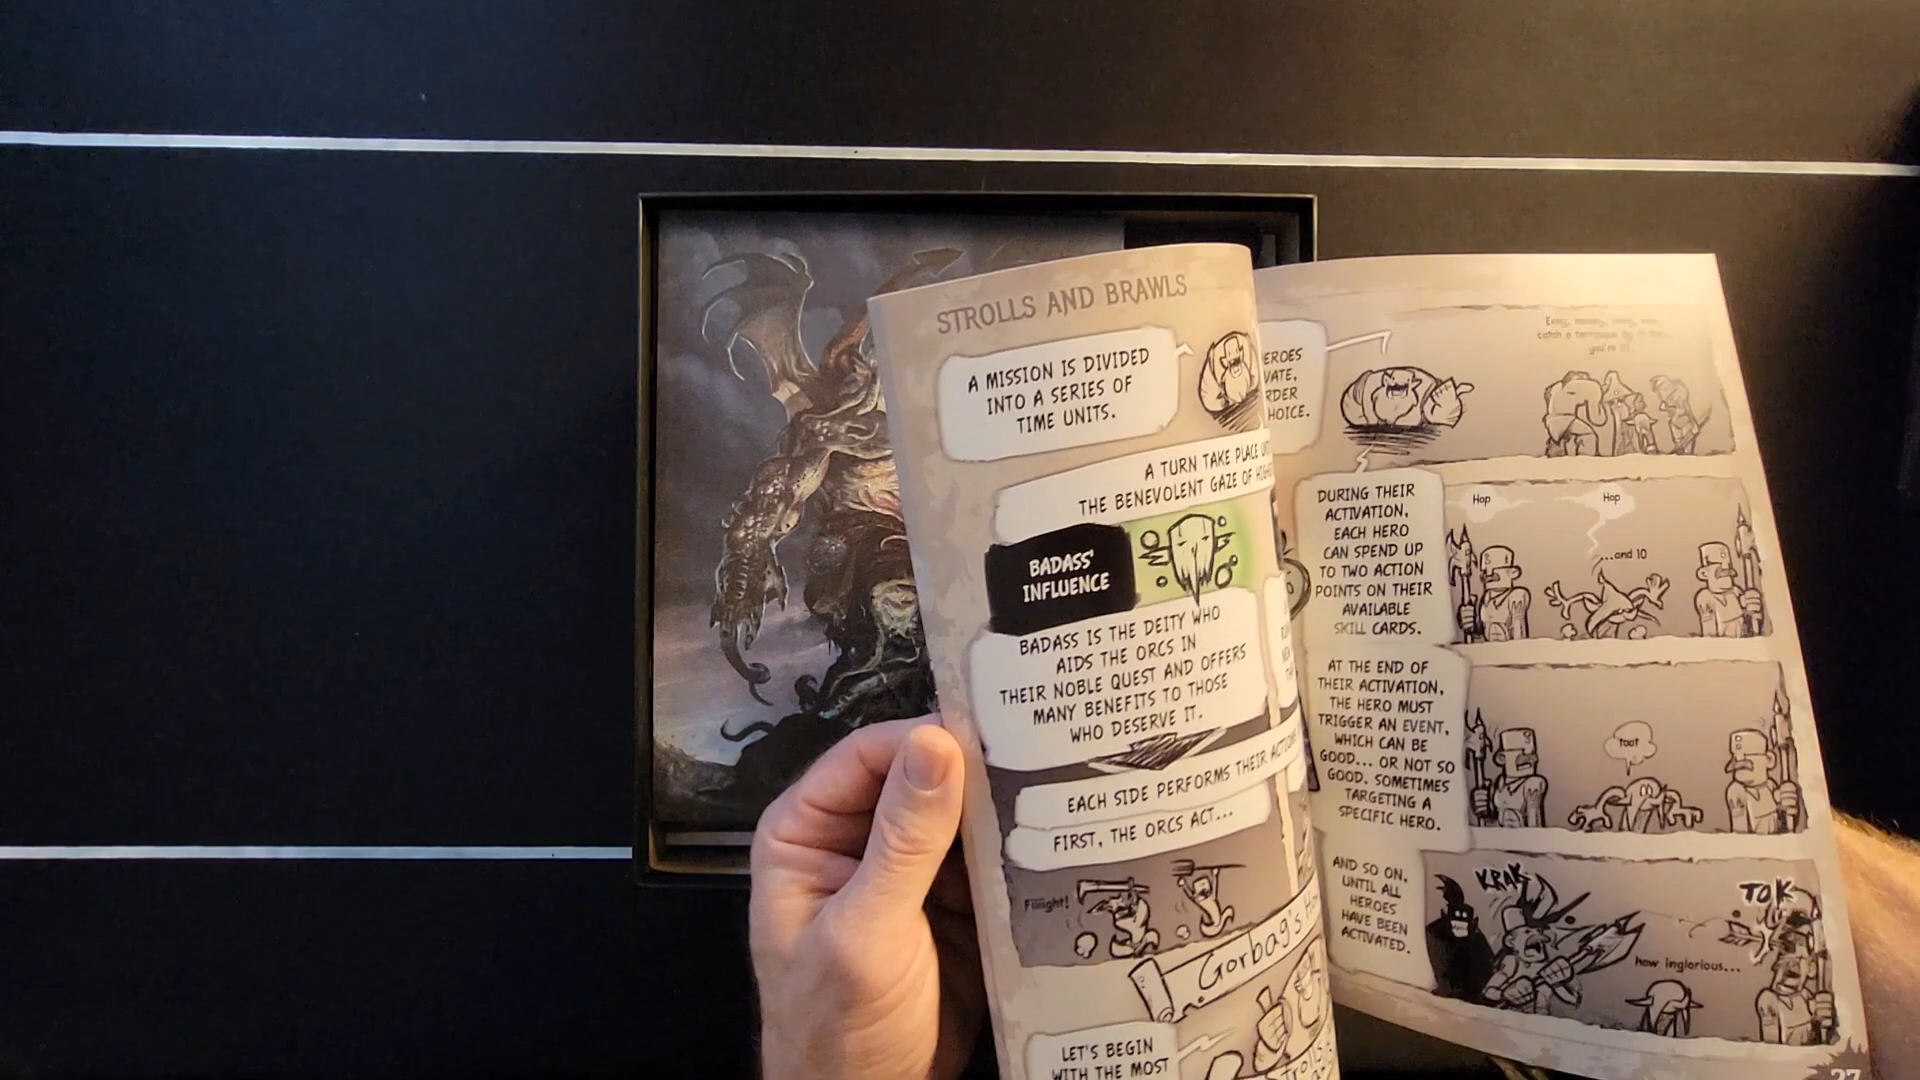 STROLLS AND BRAWLS
A MISSION IS DIVIDED
INTO A SERIES OF
TIME UNITS.
A TURN TAKE PLACE
THE BENEVOLENT GAZE OF
BADASS'
INFLUENCE
BADASS IS THE DEITY WHO
AIDS THE ORCS IN
THEIR NOBLE QUEST AND OFFERS
MANY BENEFITS TO THOSE
WHO DESERVE IT.
EACH SIDE PERFORMS THEIR
FIRST, THE ORCS ACT...
Gorbag's
LET'S BEGIN
WITH THE MOST
you're it!
DURING THEIR
ACTIVATION,
EACH HERO
CAN SPEND UP
TO TWO ACTION
POINTS ON THEIR
AVAILABLE
SKILL CARDS.
Hop
Hop
...and 10
AT THE END OF
THEIR ACTIVATION,
THE HERO MUST
TRIGGER AN EVENT,
WHICH CAN BE
GOOD... OR NOT SO
GOOD. SOMETIMES
TARGETING A
SPECIFIC HERO.
toot
AND SO ON,
UNTIL ALL
HEROES
HAVE BEEN
ACTIVATED.
KRAK
TOK
how inglorious...
27